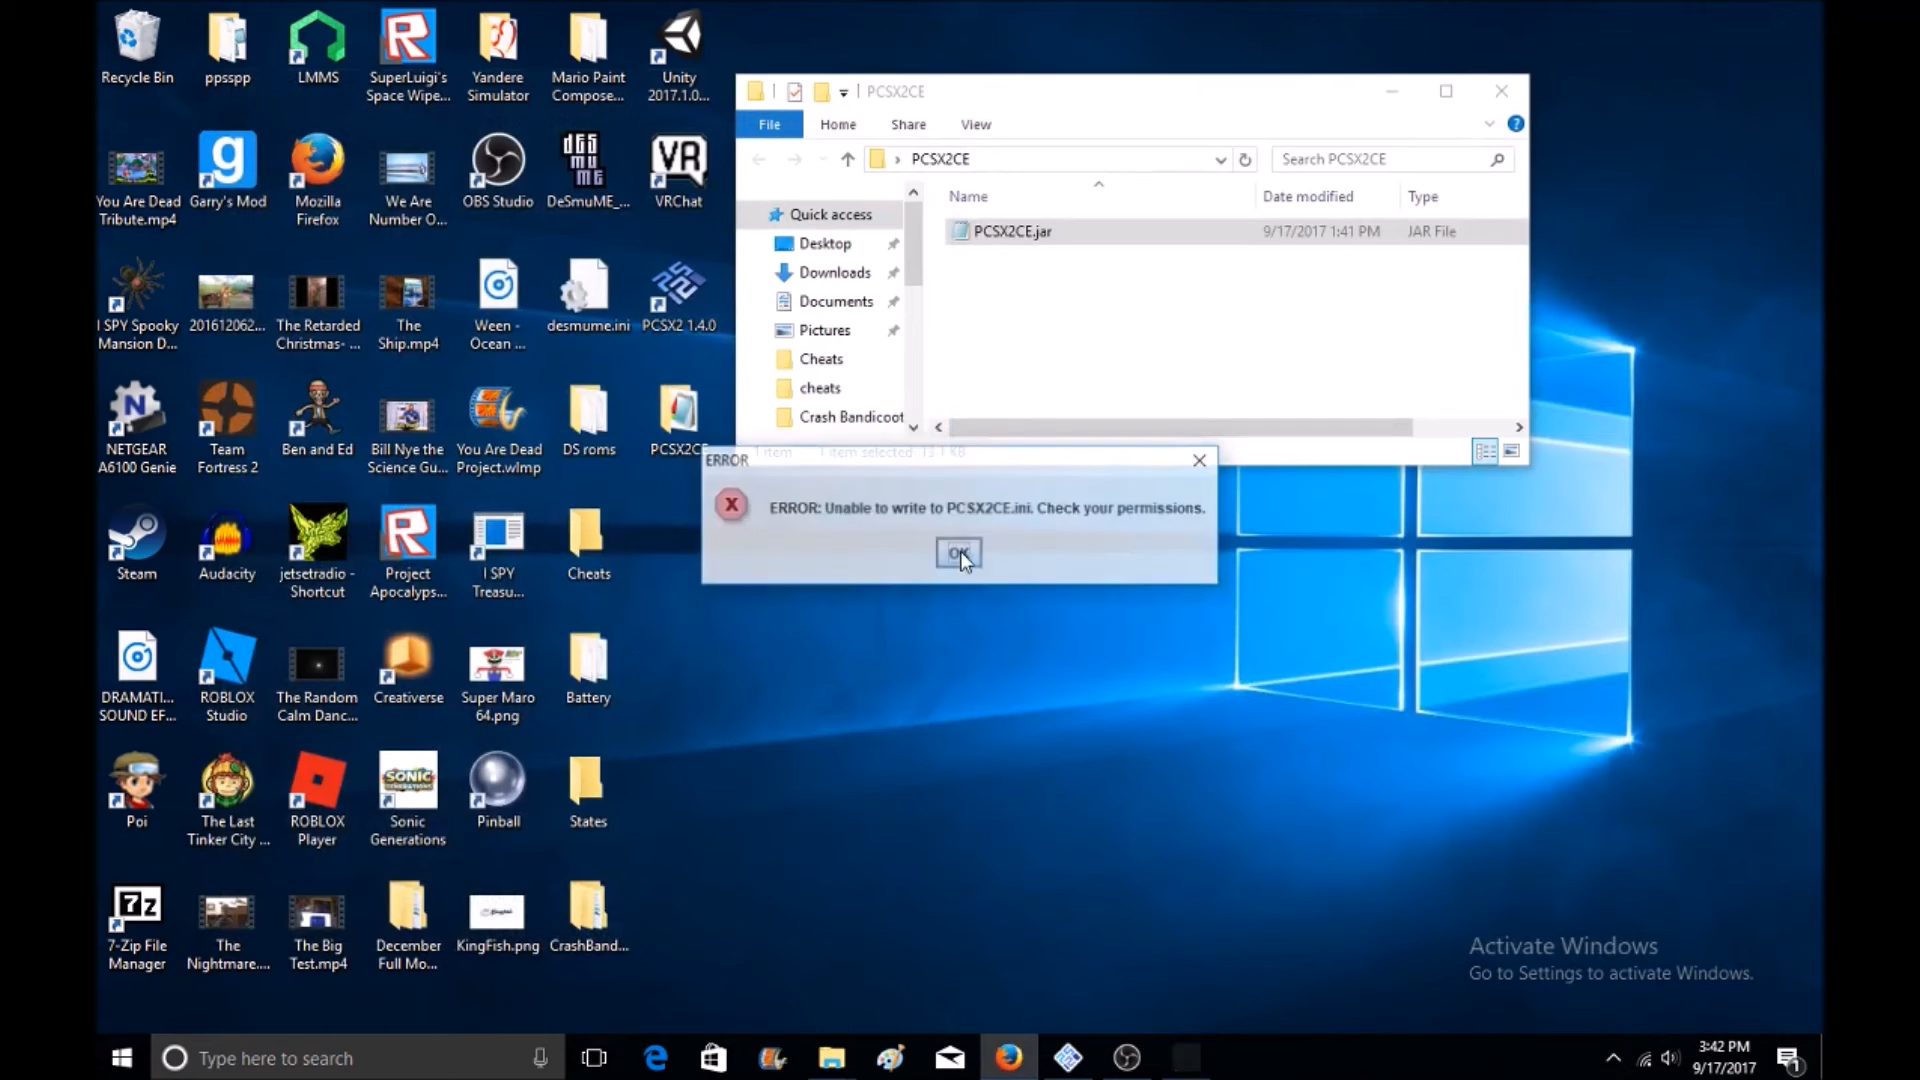 Recycle Bin
ppsspp
LMMS
SuperLuigi's
Space Wipe...
Yandere
Simulator
Mario Paint
Compose...
Unity
2017.1.0...
You Are Dead
Tribute.mp4
Garry's Mod
Mozilla
Firefox
We Are
Number O...
OBS Studio
DeSmuME_...
VRChat
I SPY Spooky
Mansion D...
201612062...
The Retarded
Christmas- ...
The
Ship.mp4
Ween -
Ocean ...
desmume.ini
PCSX2 1.4.0
NETGEAR
A6100 Genie
Team
Fortress 2
Ben and Ed
Bill Nye the
Science Gu...
You Are Dead
Project.wlmp
DS roms
PCSX2CE
Steam
Audacity
jetsetradio -
Shortcut
Project
Apocalyps...
I SPY
Treasu...
Cheats
DRAMATI...
SOUND EF...
ROBLOX
Studio
The Random
Calm Danc...
Creativerse
Super Maro
64.png
Battery
Poi
The Last
Tinker City ...
ROBLOX
Player
Sonic
Generations
Pinball
States
7-Zip File
Manager
The
Nightmare....
The Big
Test.mp4
December
Full Mo...
KingFish.png
CrashBand...
PCSX2CE
File Home Share View
PCSX2CE
Search PCSX2CE
Name Date modified Type
PCSX2CE.jar 9/17/2017 1:41 PM JAR File
Quick access
Desktop
Downloads
Documents
Pictures
Cheats
cheats
Crash Bandicoot
1 item 1 item selected
ERROR
ERROR: Unable to write to PCSX2CE.ini. Check your permissions.
OK
Activate Windows
Go to Settings to activate Windows.
Type here to search
3:42 PM
9/17/2017